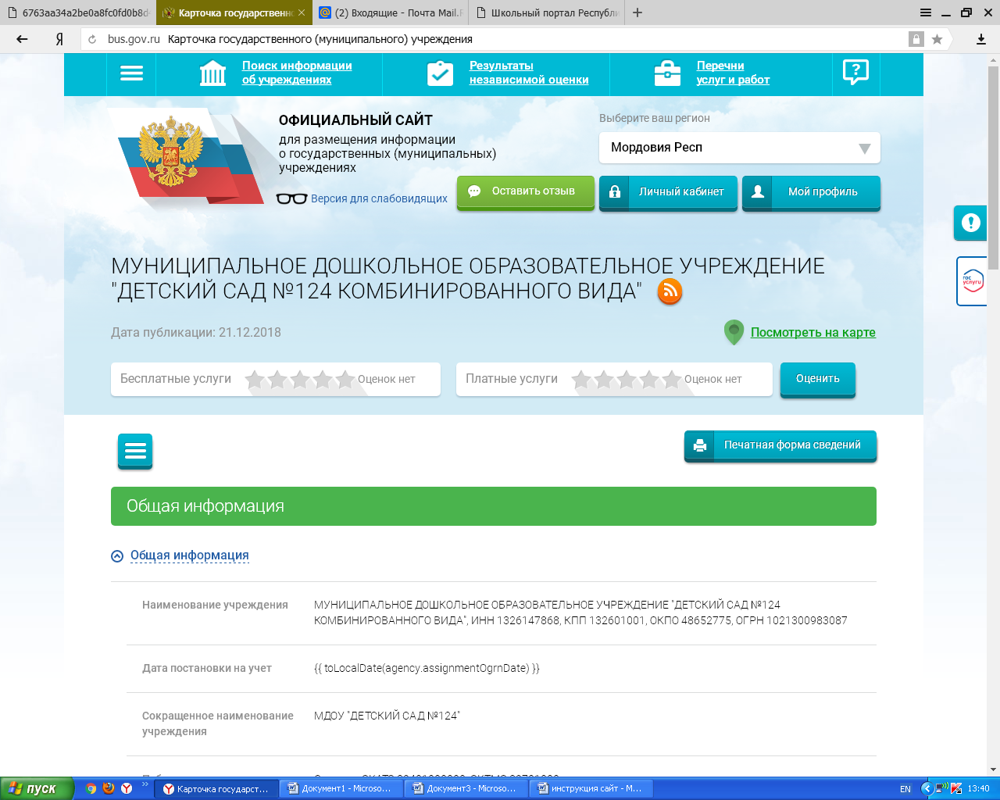 6763aa34a2be0a8fc0fd0b8d
Карточка государственн
(2) Входящие - Почта Mail.R
Школьный портал Республи
Я
bus.gov.ru Карточка государственного (муниципального) учреждения
Поиск информации
об учреждениях
Результаты
независимой оценки
Перечни
услуг и работ
ОФИЦИАЛЬНЫЙ САЙТ
для размещения информации
о государственных (муниципальных)
учреждениях
Версия для слабовидящих
Выберите ваш регион
Мордовия Респ
Оставить отзыв
Личный кабинет
Мой профиль
гос
услуги
МУНИЦИПАЛЬНОЕ ДОШКОЛЬНОЕ ОБРАЗОВАТЕЛЬНОЕ УЧРЕЖДЕНИЕ
"ДЕТСКИЙ САД №124 КОМБИНИРОВАННОГО ВИДА"
Дата публикации: 21.12.2018
Посмотреть на карте
Бесплатные услуги Оценок нет
Платные услуги Оценок нет
Оценить
Печатная форма сведений
Общая информация
Общая информация
Наименование учреждения
МУНИЦИПАЛЬНОЕ ДОШКОЛЬНОЕ ОБРАЗОВАТЕЛЬНОЕ УЧРЕЖДЕНИЕ "ДЕТСКИЙ САД №124
КОМБИНИРОВАННОГО ВИДА", ИНН 1326147868, КПП 132601001, ОКПО 48652775, ОГРН 1021300983087
Дата постановки на учет
{{ toLocalDate(agency.assignmentOgrnDate) }}
Сокращенное наименование
учреждения
МДОУ "ДЕТСКИЙ САД №124"
пуск
Карточка государст...
Документ1 - Microso...
Документ3 - Microso...
инструкция сайт - M...
EN
13:40